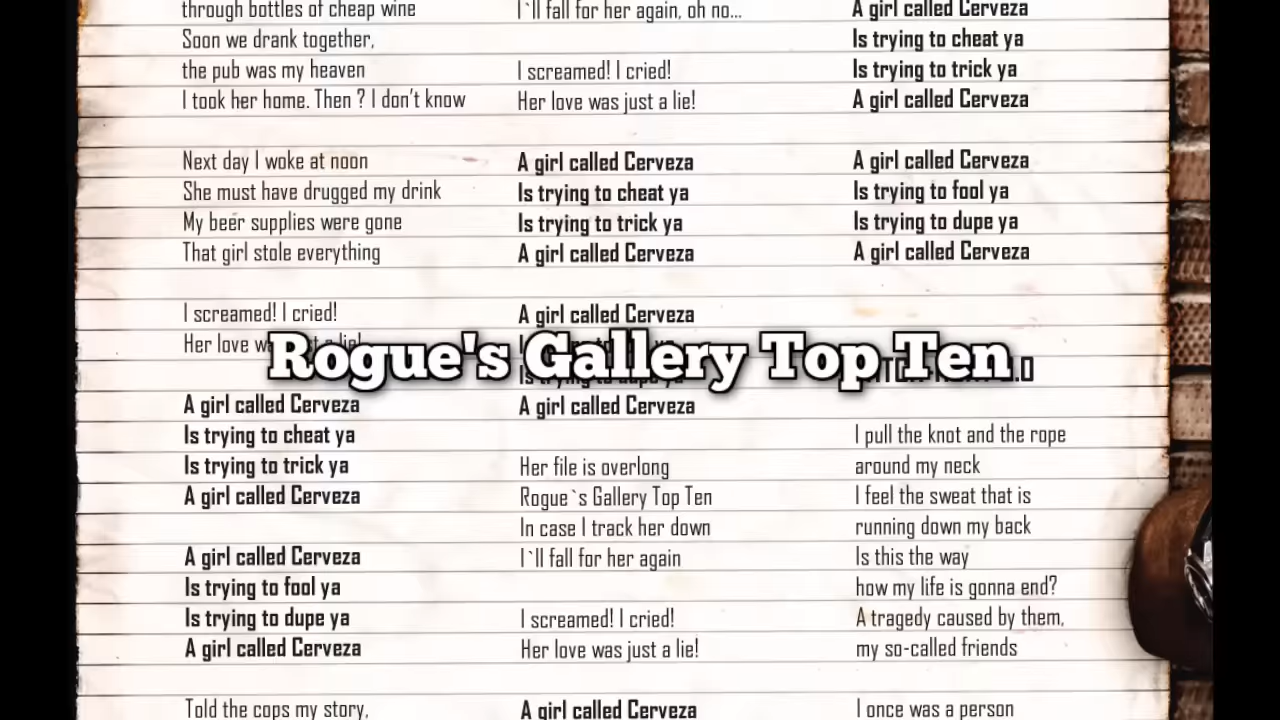 through bottles of cheap wine
Soon we drank together,
the pub was my heaven
I took her home. Then ? I don't know
Next day I woke at noon
She must have drugged my drink
My beer supplies were gone
That girl stole everything
I screamed! I cried!
Her love lie!
A girl called Cerveza
Is trying to cheat ya
Is trying to trick ya
A girl called Cerveza
A girl called Cerveza
Is trying to fool ya
Is trying to dupe ya
A girl called Cerveza
Told the cops my story,
I`ll fall for her again, oh no...
I screamed! I cried!
Her love was just a lie!
A girl called Cerveza
Is trying to cheat ya
Is trying to trick ya
A girl called Cerveza
A girl called Cerveza
Is trying to dupe ya
A girl called Cerveza
Her file is overlong
Rogue`s Gallery Top Ten
In case I track her down
I`ll fall for her again
I screamed! I cried!
Her love was just a lie!
A girl called Cerveza
A girl called Cerveza
Is trying to cheat ya
Is trying to trick ya
A girl called Cerveza
A girl called Cerveza
Is trying to fool ya
Is trying to dupe ya
A girl called Cerveza
I pull the knot and the rope
around my neck
I feel the sweat that is
running down my back
Is this the way
how my life is gonna end?
A tragedy caused by them,
my so-called friends
I once was a person
Rogue's Gallery Top Ten